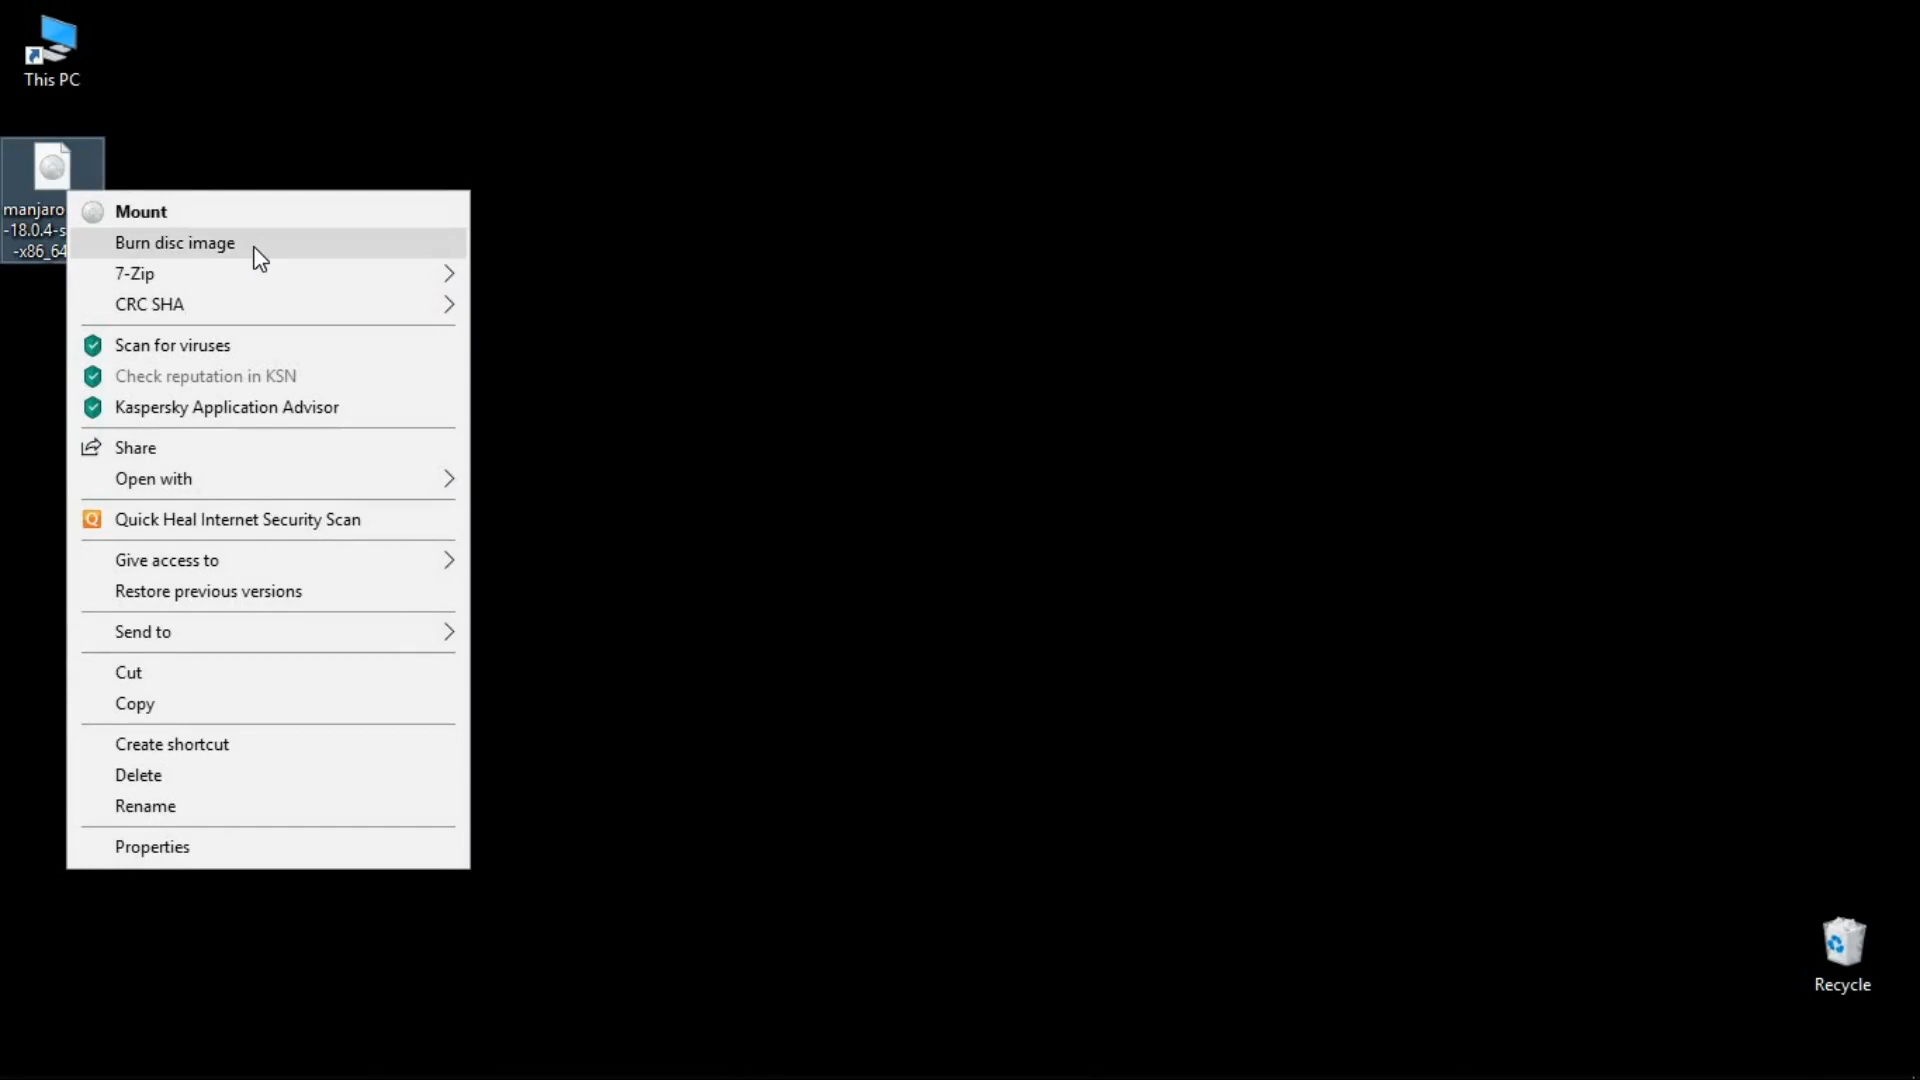 This PC
manjaro
-18.0.4-s
-x86_64
Mount
Burn disc image
7-Zip
CRC SHA
Scan for viruses
Check reputation in KSN
Kaspersky Application Advisor
Share
Open with
Quick Heal Internet Security Scan
Give access to
Restore previous versions
Send to
Cut
Copy
Create shortcut
Delete
Rename
Properties
Recycle